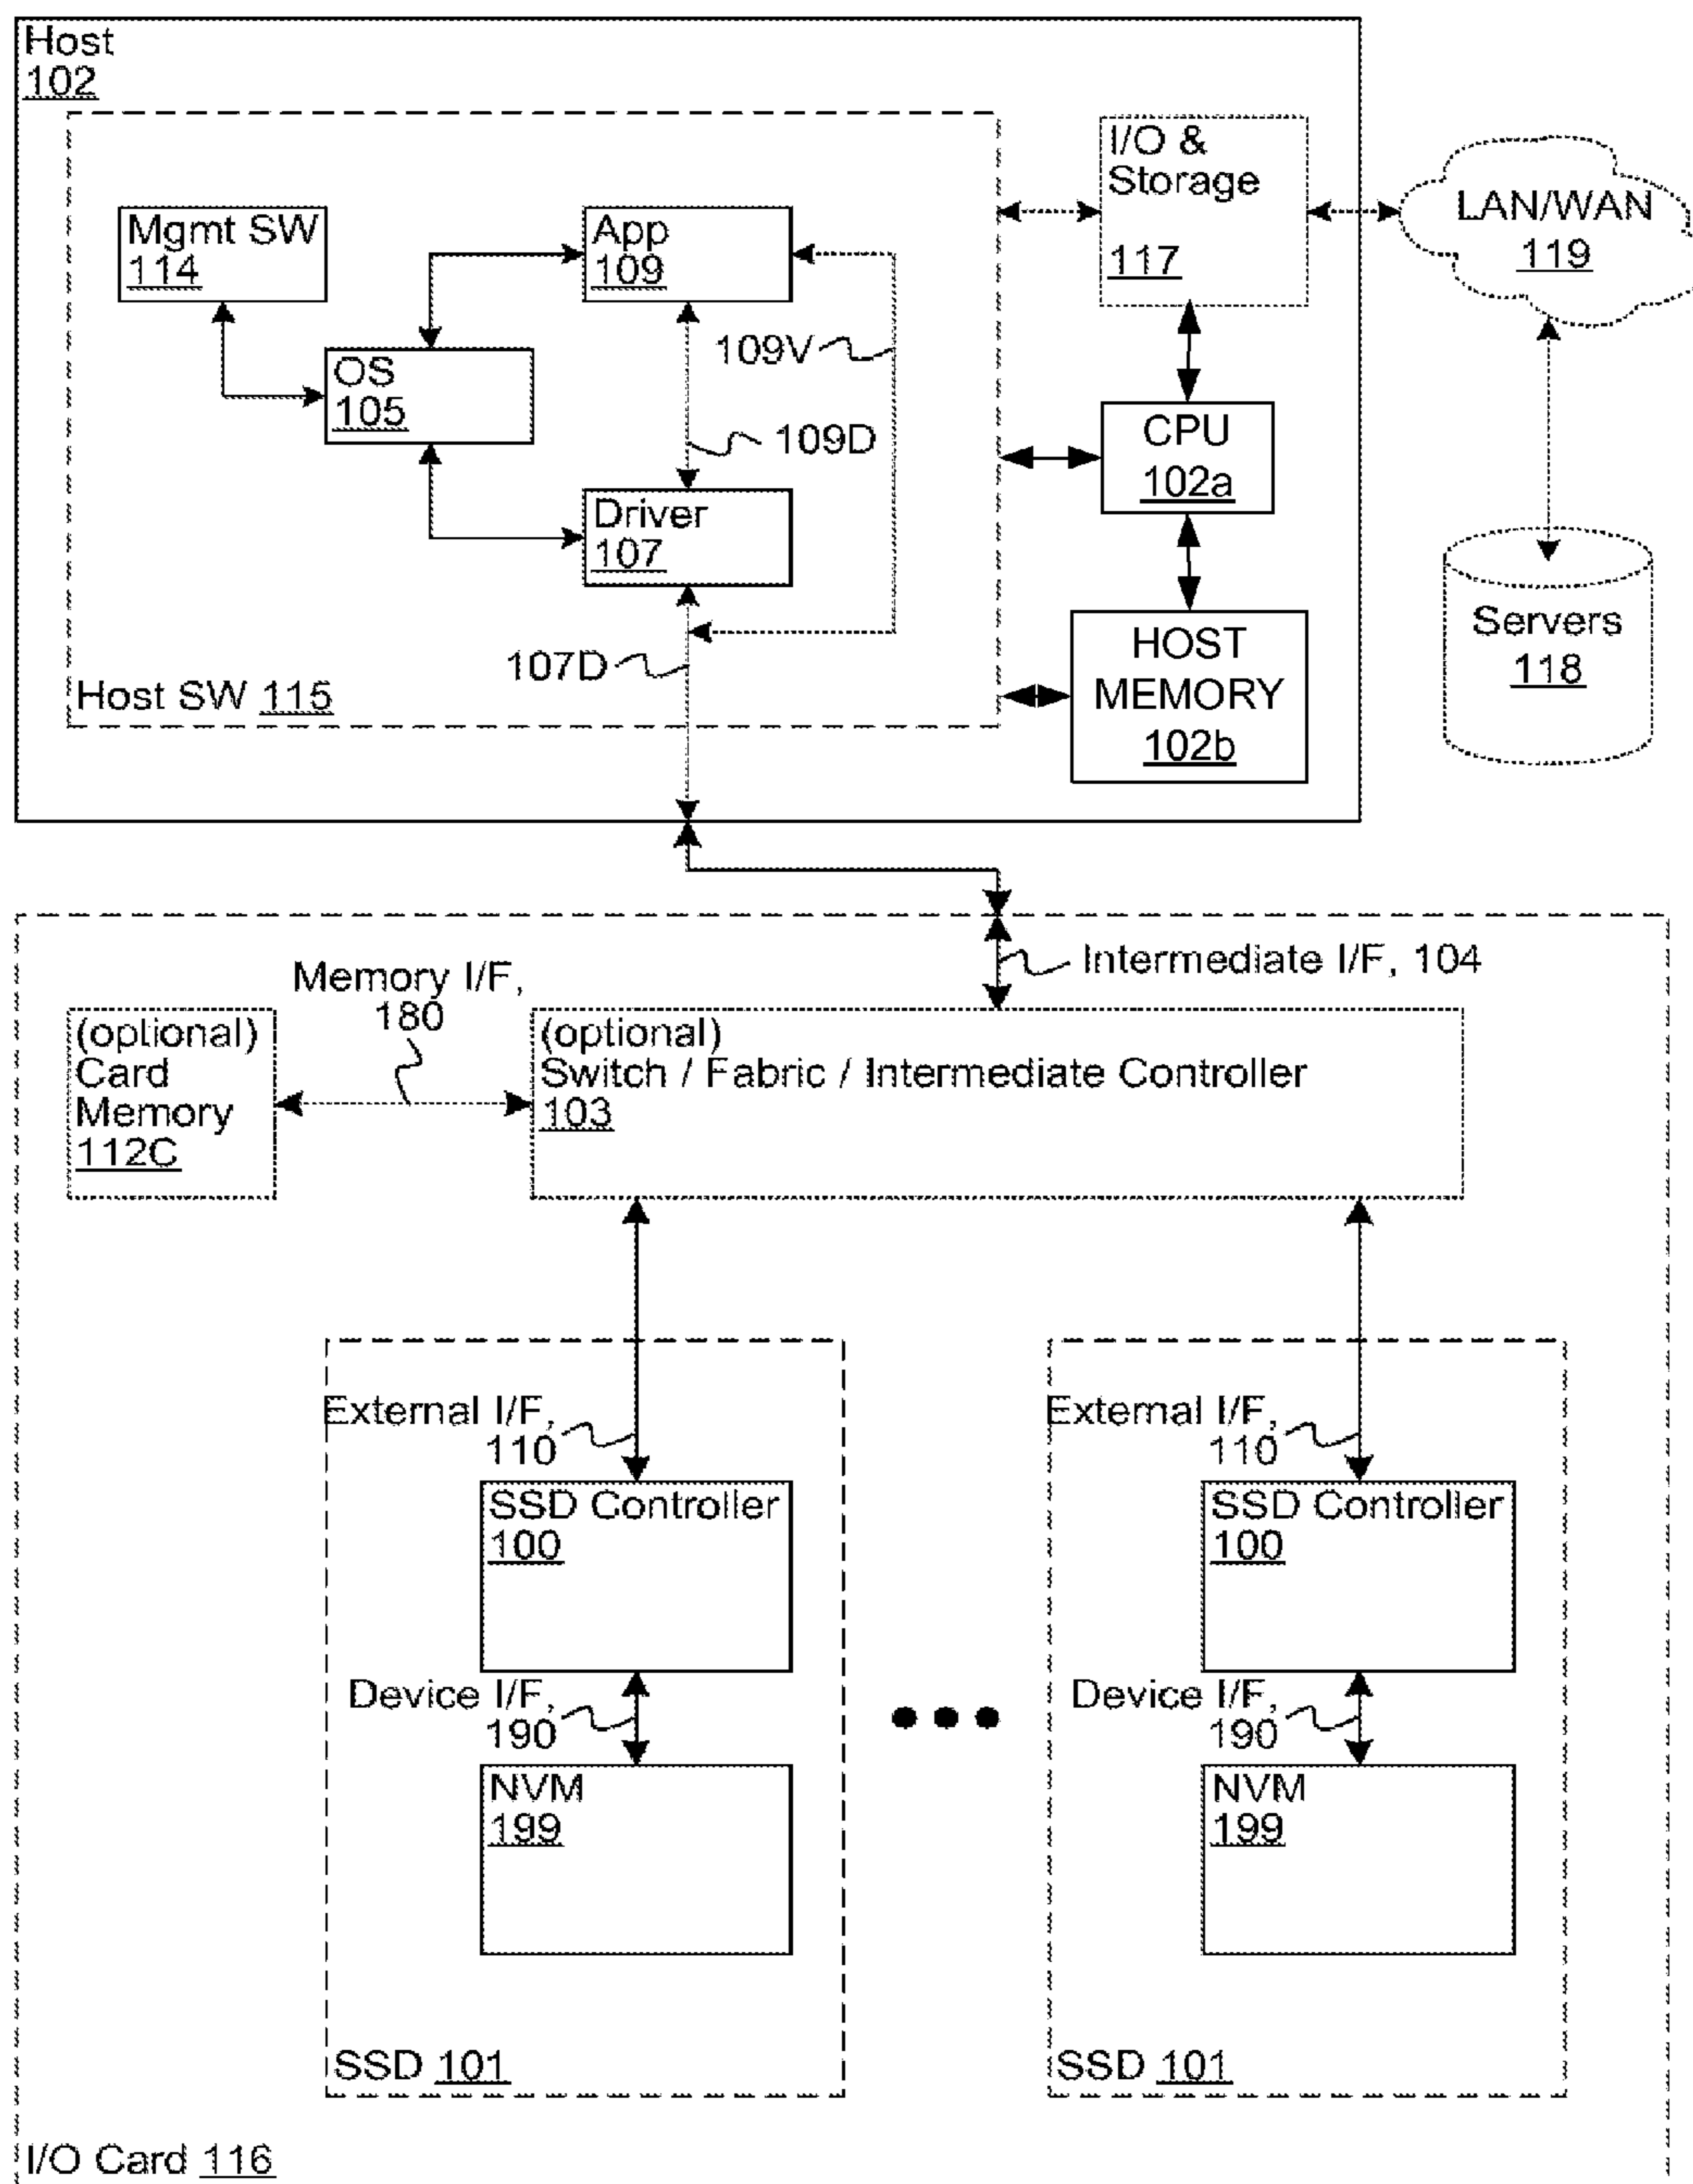 Host
102
I/O &
Storage
117
LAN/WAN
119
Mgmt SW
114
App
109
109V
OS
105
109D
CPU
102a
Driver
107
Servers
118
HOST
MEMORY
102b
107D
Host SW 115
Intermediate I/F, 104
Memory I/F,
180
(optional)
Card
Memory
112C
(optional)
Switch / Fabric / Intermediate Controller
103
External I/F,
110
SSD Controller
100
Device I/F,
190
NVM
199
SSD 101
External I/F,
110
SSD Controller
100
Device I/F,
190
NVM
199
SSD 101
I/O Card 116